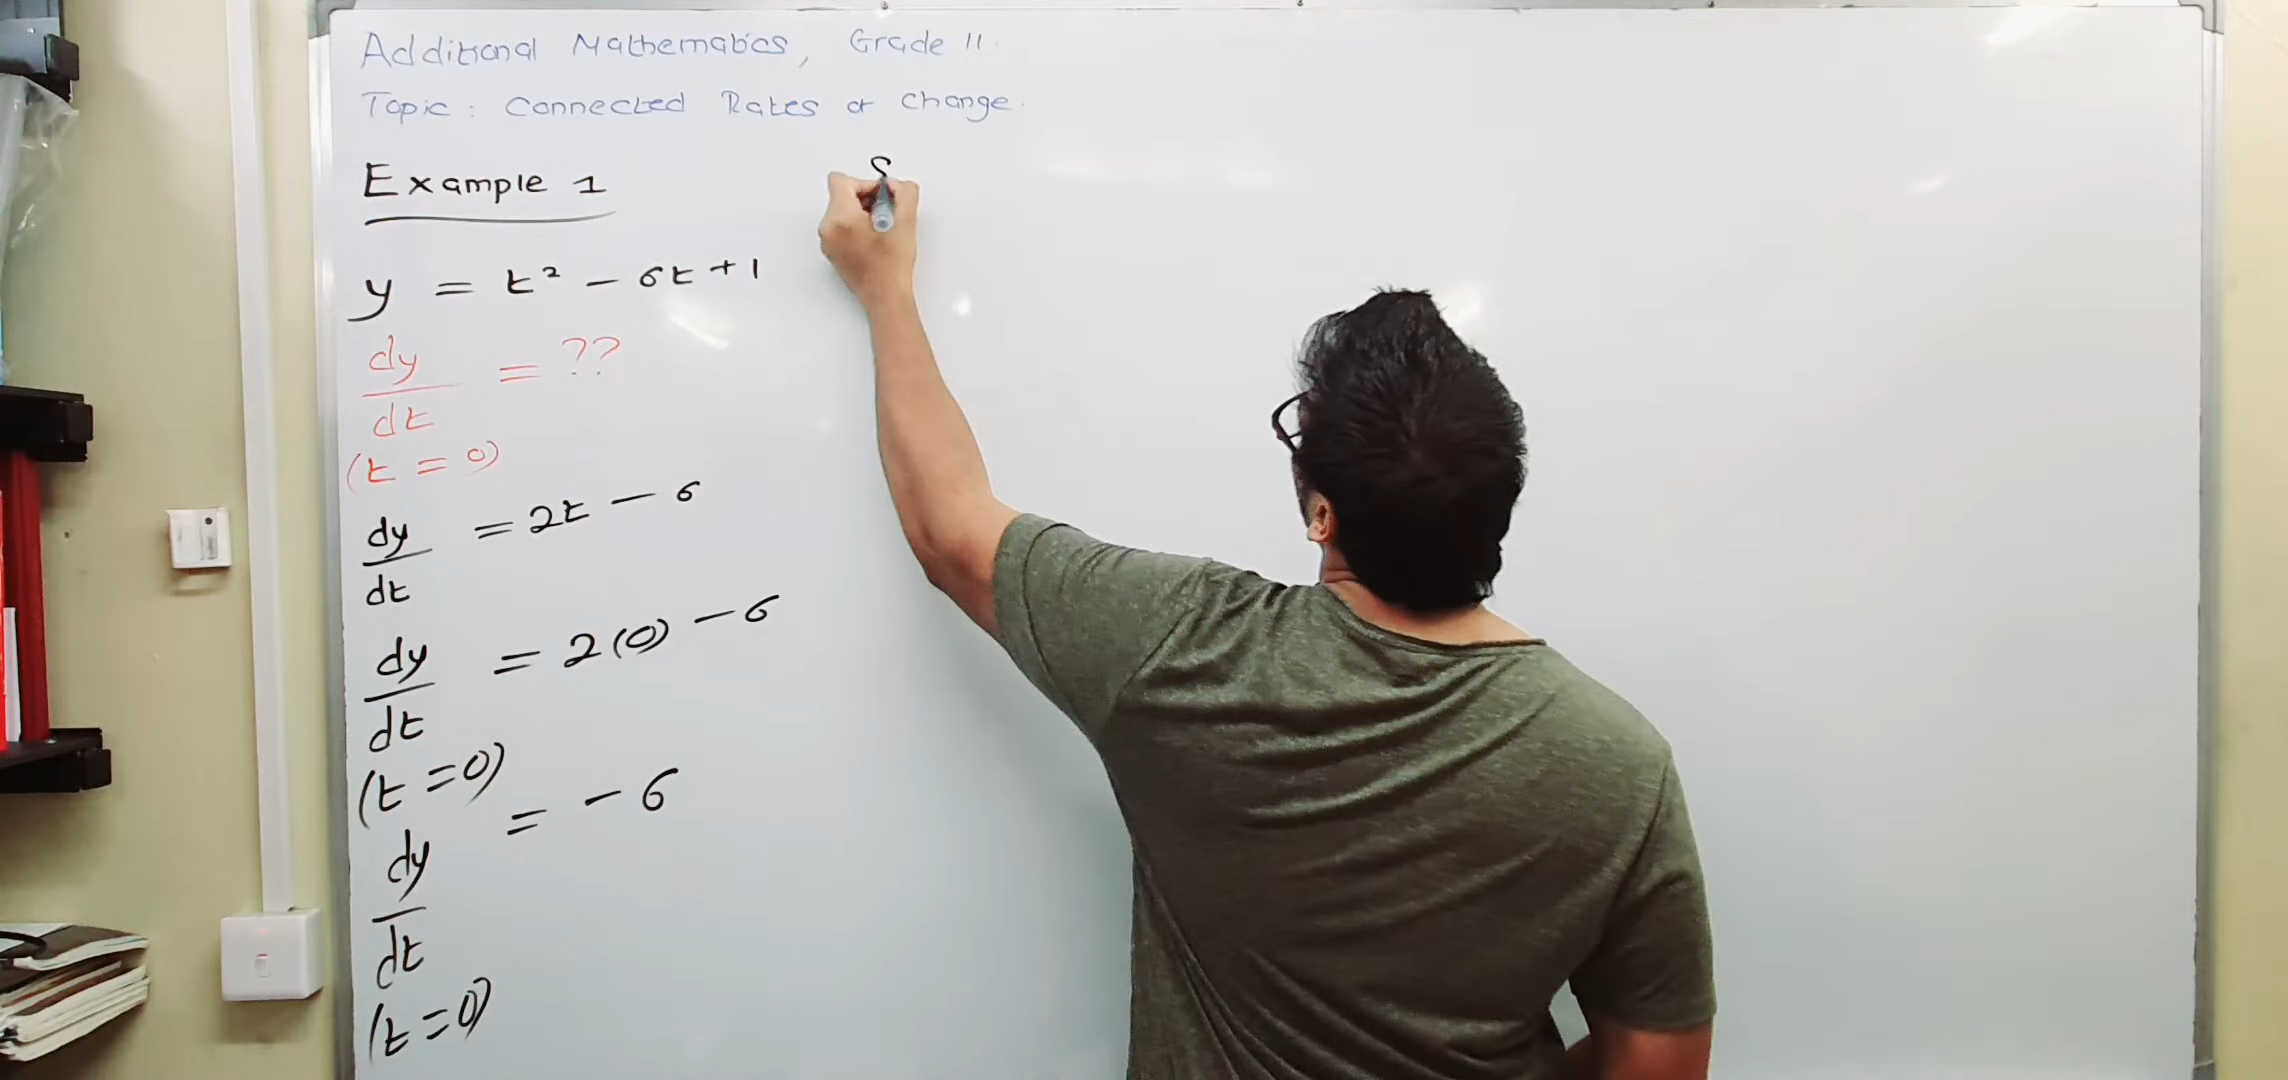 Additional Mathematics, Grade 11.
Topic: Connected Rates of Change.
Example 1
y = t² - 6t + 1
dy/dt = ??
(t = 0)
dy/dt = 2t - 6
dy/dt = 2(0) - 6
(t = 0)
dy/dt = - 6
(t = 0)
S